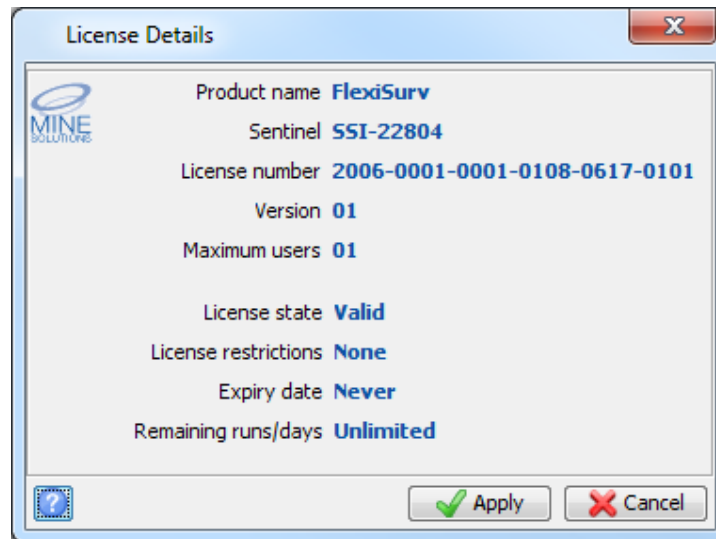 License Details
MINE
SOLUTIONS
Product name FlexiSurv
Sentinel SSI-22804
License number 2006-0001-0001-0108-0617-0101
Version 01
Maximum users 01
License state Valid
License restrictions None
Expiry date Never
Remaining runs/days Unlimited
Apply Cancel